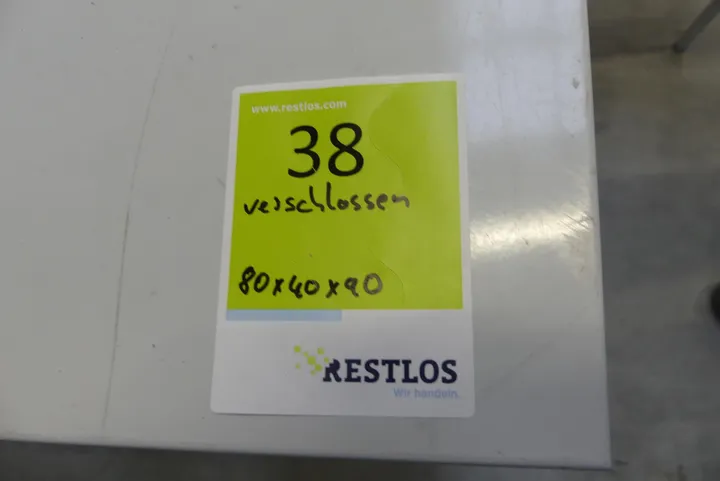 www.restlos.com
38
verschlossen
80x40x90
RESTLOS
Wir handeln.